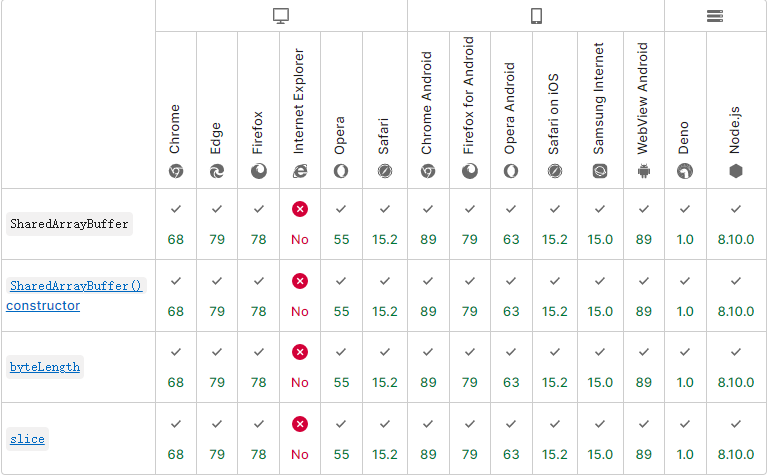 Chrome Edge Firefox Internet Explorer Opera Safari Chrome Android Firefox for Android Opera Android Safari on iOS Samsung Internet WebView Android Deno Node.js
SharedArrayBuffer
68 79 78 No 55 15.2 89 79 63 15.2 15.0 89 1.0 8.10.0
SharedArrayBuffer()
constructor
68 79 78 No 55 15.2 89 79 63 15.2 15.0 89 1.0 8.10.0
byteLength
68 79 78 No 55 15.2 89 79 63 15.2 15.0 89 1.0 8.10.0
slice
68 79 78 No 55 15.2 89 79 63 15.2 15.0 89 1.0 8.10.0